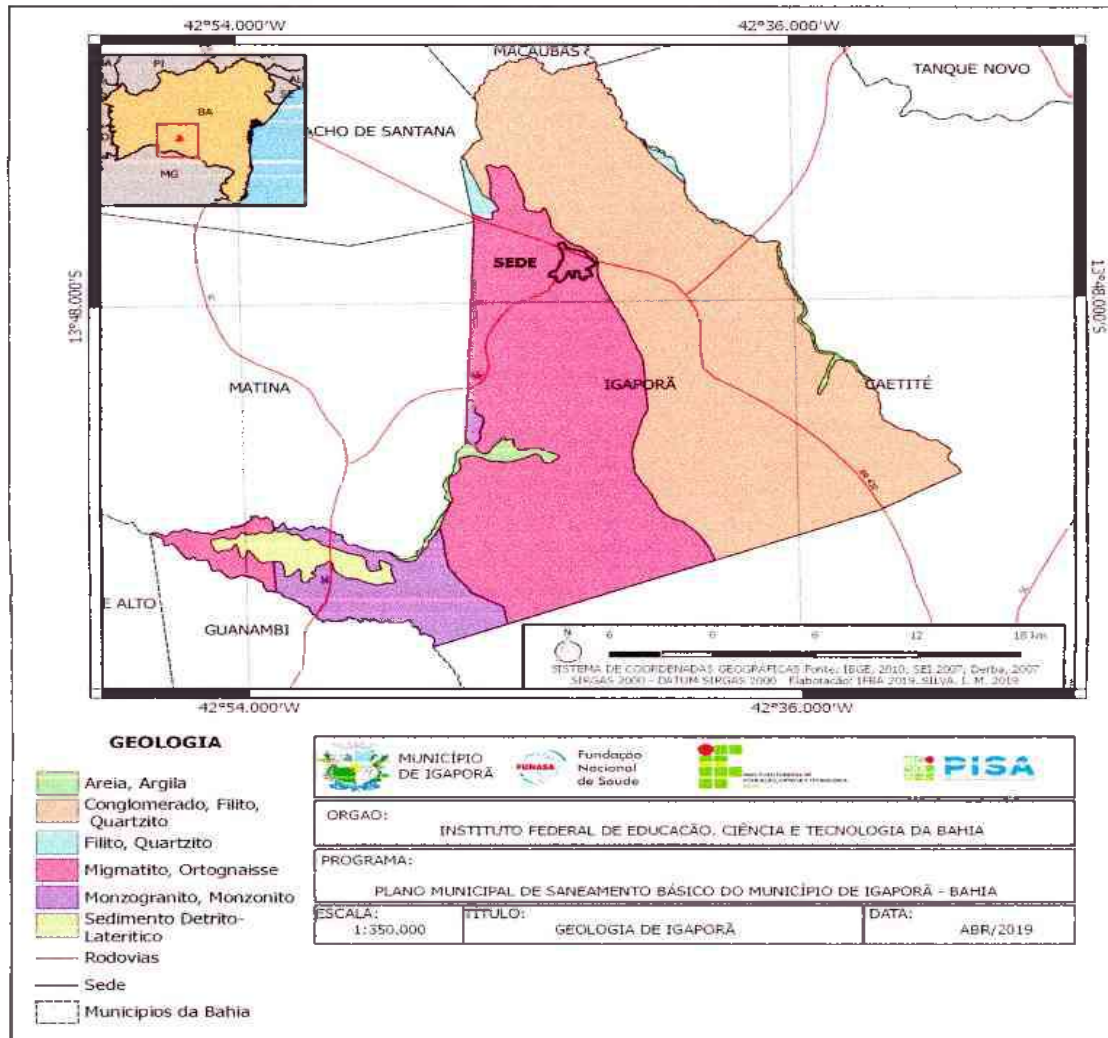 42°54.000'W
42°36.000'W
MACAUBAS
TANQUE NOVO
PI
AL
BA
MG
ACHO DE SANTANA
SEDE
13°48.000'S
13°48.000'S
MATINA
IGAPORÃ
CAETITÉ
E ALTO
GUANAMBI
N
6 0 6 12 18 km
SISTEMA DE COORDENADAS GEOGRÁFICAS Fonte: IBGE, 2010; SEI 2007; Derba, 2007
SIRGAS 2000 - DATUM SIRGAS 2000 Elaboração: IFBA 2019. SILVA, I. M. 2019
42°54.000'W
42°36.000'W
GEOLOGIA
Areia, Argila
Conglomerado, Filito,
Quartzito
Filito, Quartzito
Migmatito, Ortognaisse
Monzogranito, Monzonito
Sedimento Detrito-
Lateritico
Rodovias
Sede
Municipios da Bahia
MUNICÍPIO
DE IGAPORÃ
FUNASA
Fundação
Nacional
de Saude
PISA
ORGAO:
INSTITUTO FEDERAL DE EDUCACÃO, CIÊNCIA E TECNOLOGIA DA BAHIA
PROGRAMA:
PLANO MUNICIPAL DE SANEAMENTO BÁSICO DO MUNICÍPIO DE IGAPORÃ - BAHIA
ESCALA:
1:350.000
TÍTULO:
GEOLOGIA DE IGAPORÃ
DATA:
ABR/2019